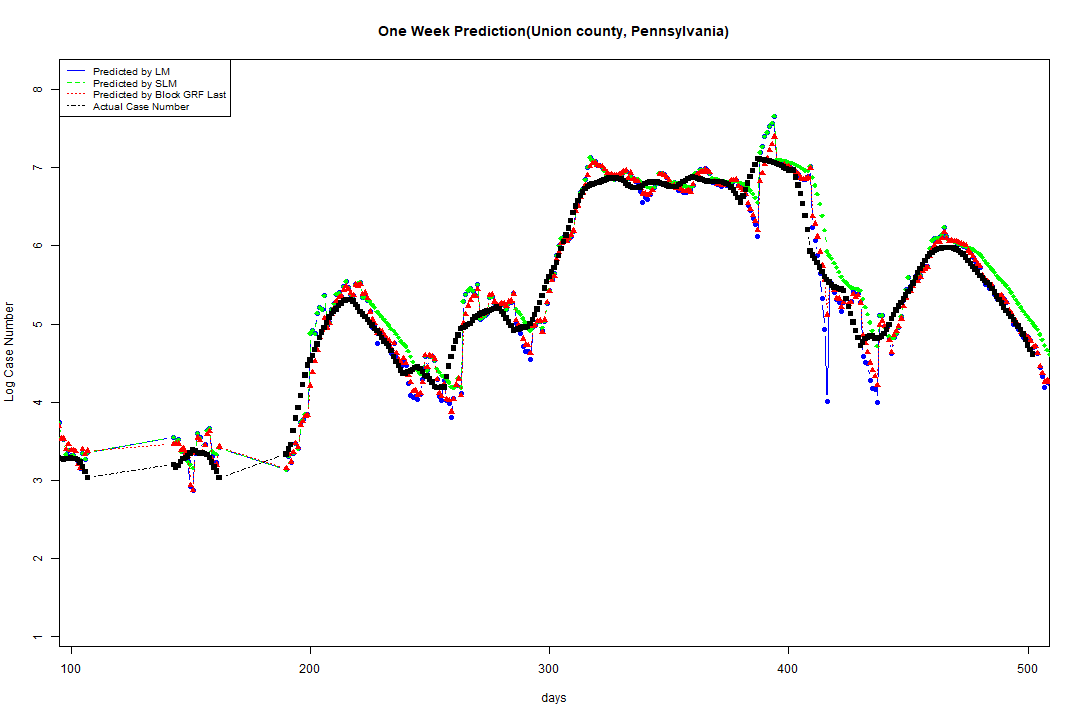 One Week Prediction(Union county, Pennsylvania)
Predicted by LM
Predicted by SLM
Predicted by Block GRF Last
Actual Case Number
8
7
6
5
4
3
2
1
Log Case Number
100 200 300 400 500
days